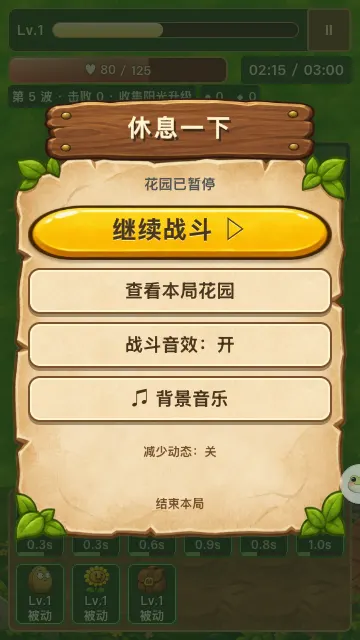 Lv.1
80 / 125
02:15 / 03:00
第 5 波 · 击败 0 · 收集阳光升级
0
0
休息一下
花园已暂停
继续战斗
查看本局花园
战斗音效：开
背景音乐
减少动态：关
结束本局
0.3s 0.3s 0.6s 0.9s 0.8s 1.0s
Lv.1 Lv.1 Lv.1
被动 被动 被动